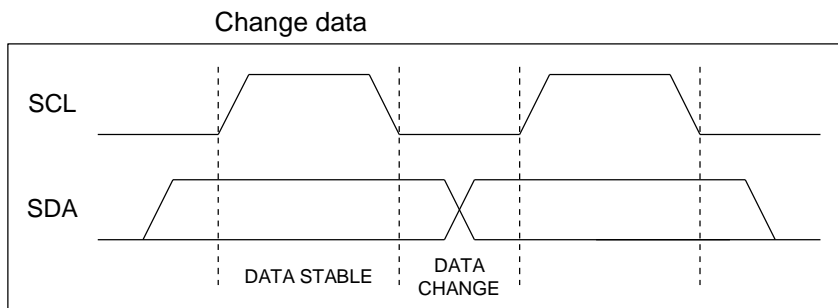 Change data
SCL
SDA
DATA STABLE
DATA
CHANGE